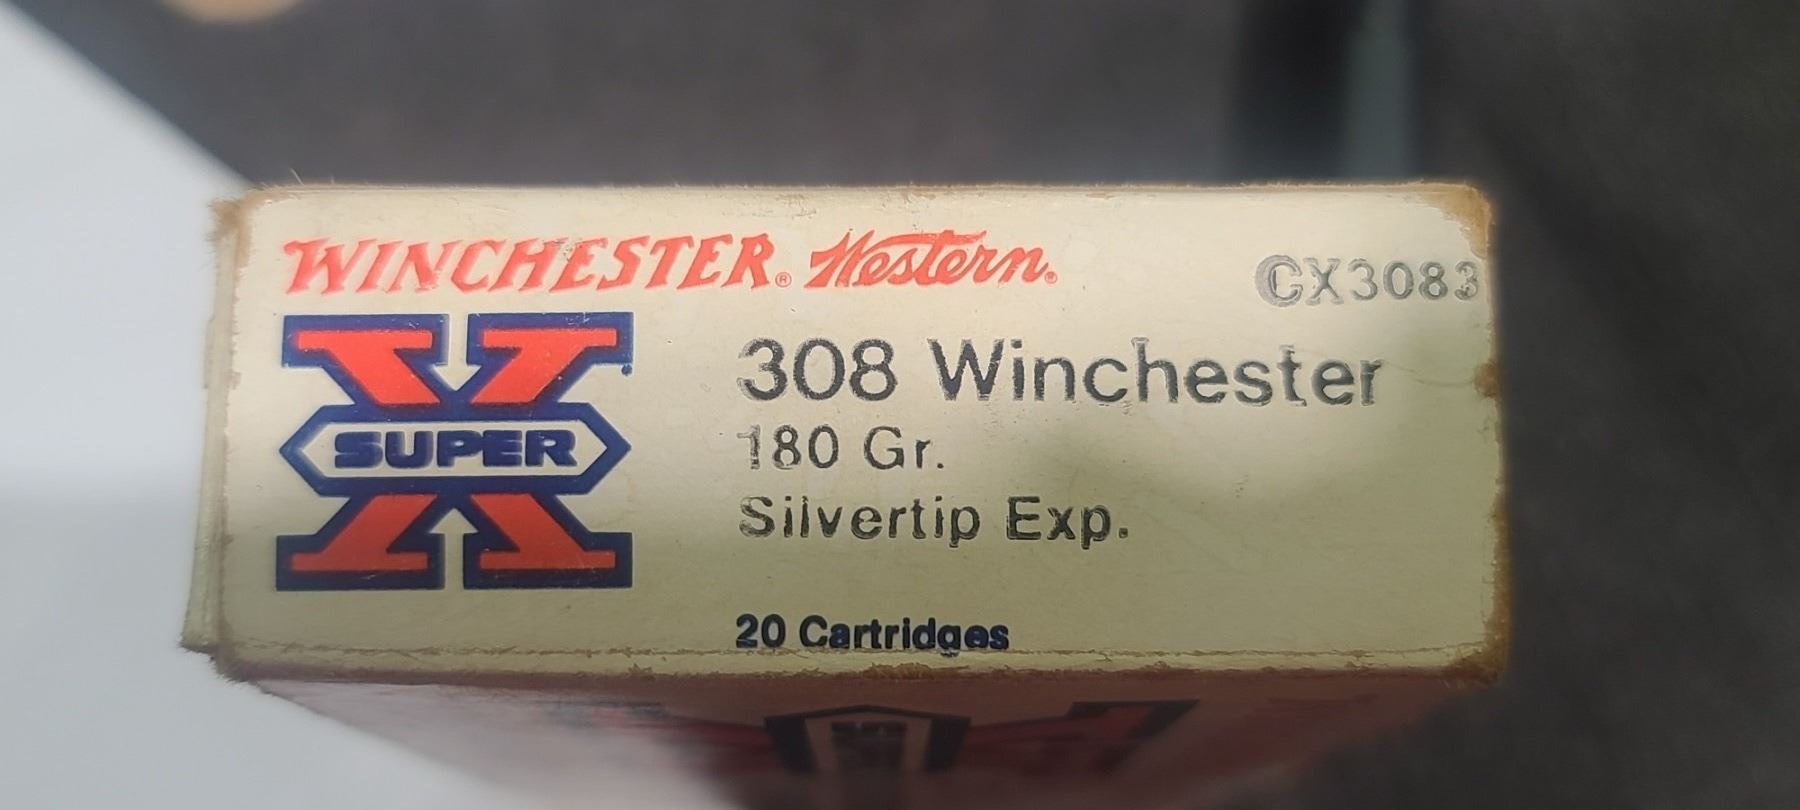 WINCHESTER® Western®
CX3083
308 Winchester
180 Gr.
SUPER X
Silvertip Exp.
20 Cartridges